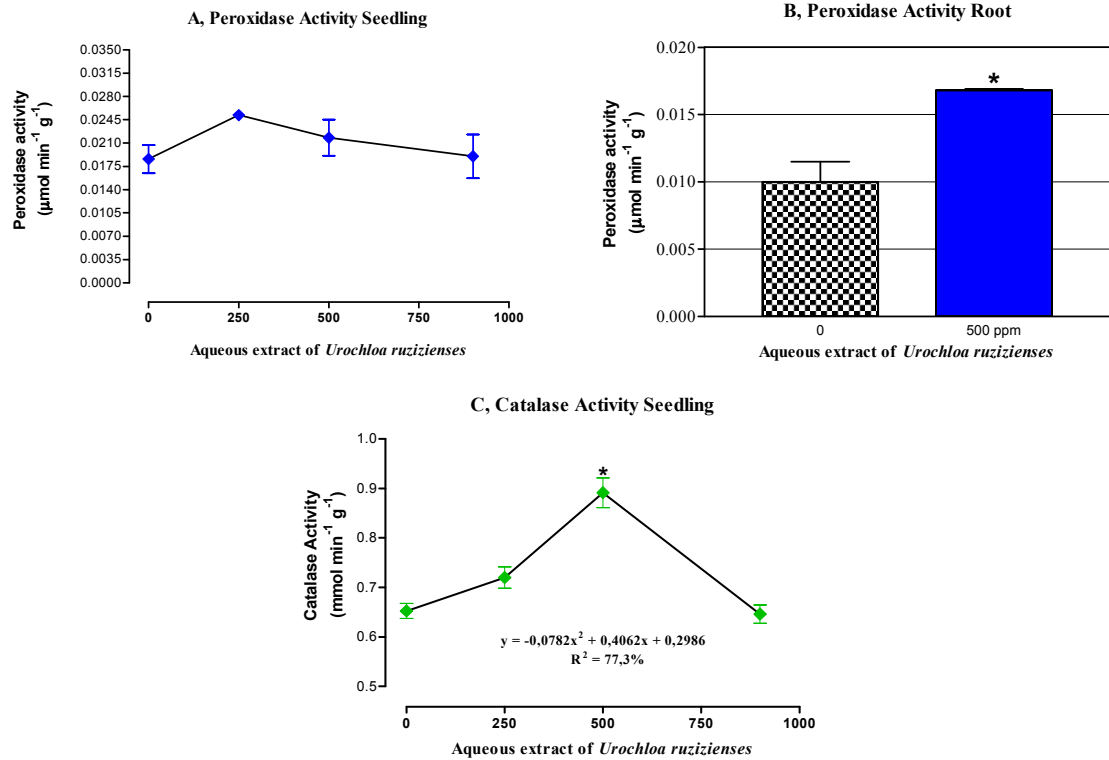 A, Peroxidase Activity Seedling
Peroxidase activity
(µmol min⁻¹ g⁻¹)
0.0350
0.0315
0.0280
0.0245
0.0210
0.0175
0.0140
0.0105
0.0070
0.0035
0.0000
0 250 500 750 1000
Aqueous extract of Urochloa ruzizienses
B, Peroxidase Activity Root
Peroxidase activity
(µmol min⁻¹ g⁻¹)
0.020
0.015
0.010
0.005
0.000
*
0 500 ppm
Aqueous extract of Urochloa ruzizienses
C, Catalase Activity Seedling
Catalase Activity
(mmol min⁻¹ g⁻¹)
1.0
0.9
0.8
0.7
0.6
0.5
*
y = -0,0782x² + 0,4062x + 0,2986
R² = 77,3%
0 250 500 750 1000
Aqueous extract of Urochloa ruzizienses